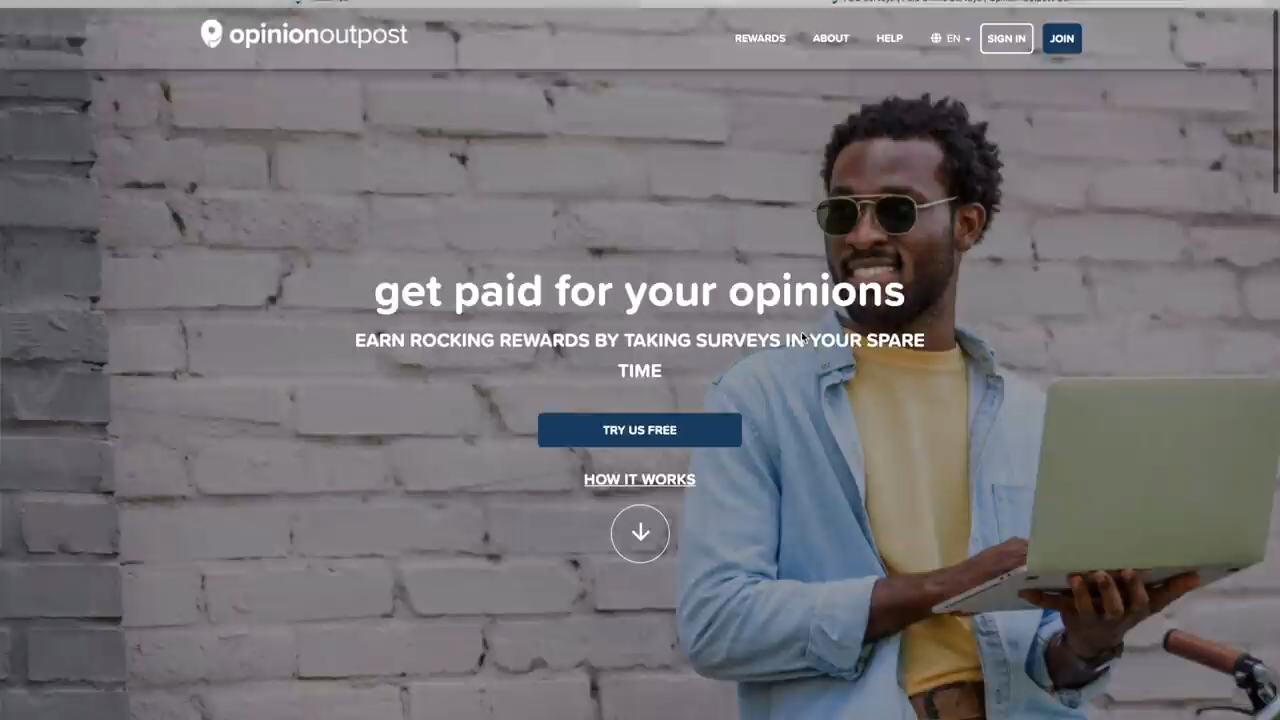 opinionoutpost
REWARDS ABOUT HELP EN SIGN IN JOIN
get paid for your opinions
EARN ROCKING REWARDS BY TAKING SURVEYS IN YOUR SPARE
TIME
TRY US FREE
HOW IT WORKS